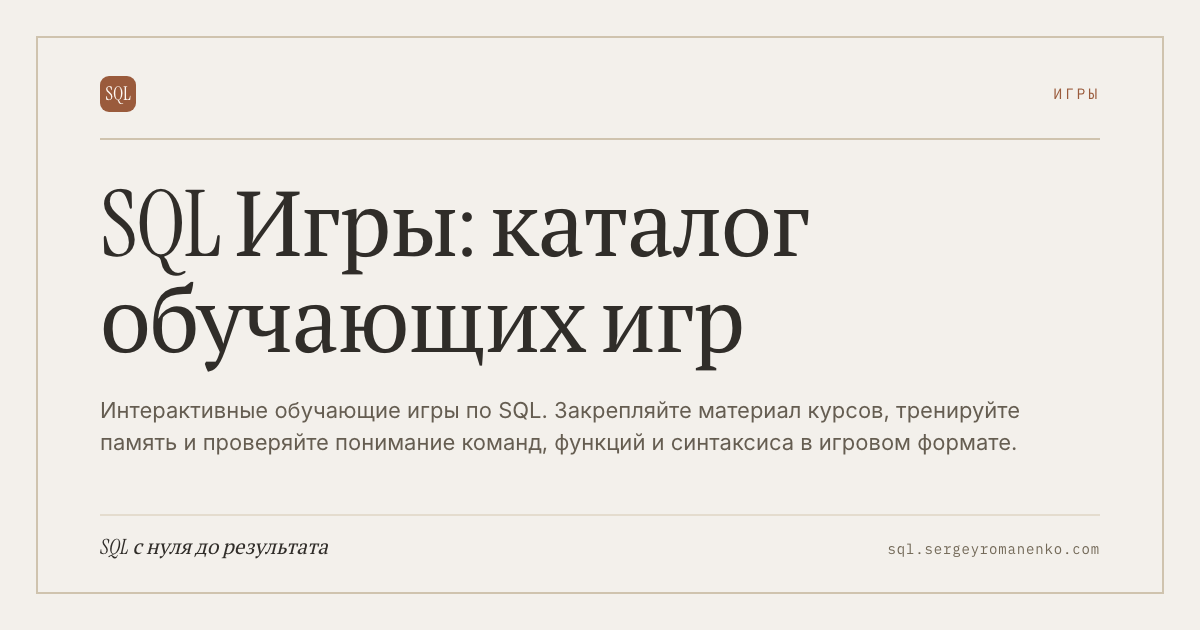 SQL
ИГРЫ
SQL Игры: каталог
обучающих игр
Интерактивные обучающие игры по SQL. Закрепляйте материал курсов, тренируйте
память и проверяйте понимание команд, функций и синтаксиса в игровом формате.
SQL с нуля до результата
sql.sergeyromanenko.com